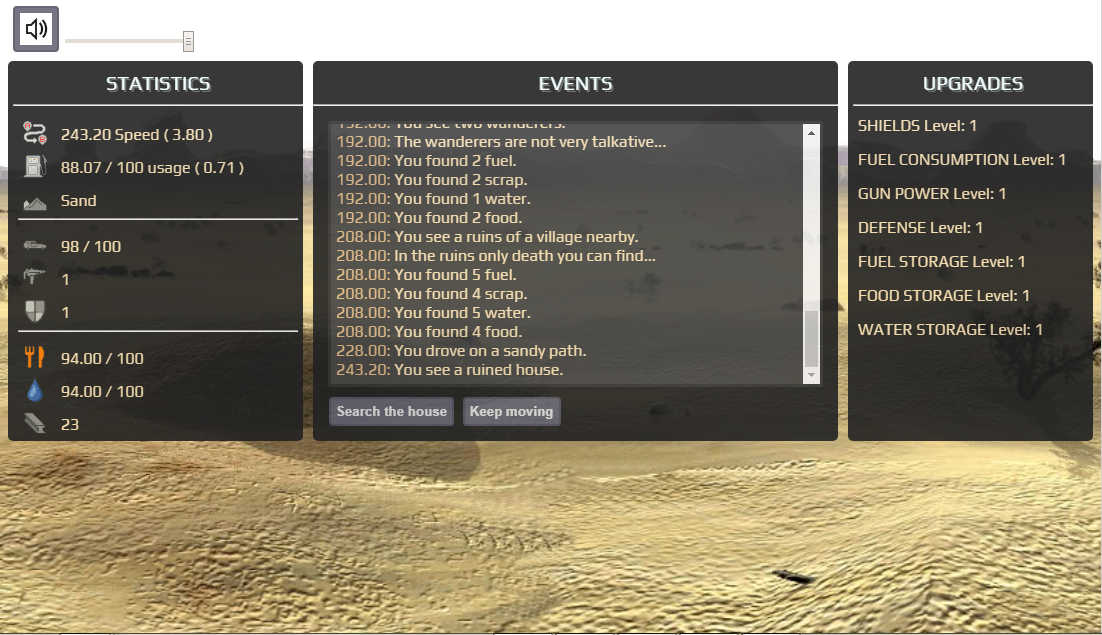 STATISTICS
243.20 Speed ( 3.80 )
88.07 / 100 usage ( 0.71 )
Sand
98 / 100
1
1
94.00 / 100
94.00 / 100
23
EVENTS
192.00: You see two wanderers.
192.00: The wanderers are not very talkative...
192.00: You found 2 fuel.
192.00: You found 2 scrap.
192.00: You found 1 water.
192.00: You found 2 food.
208.00: You see a ruins of a village nearby.
208.00: In the ruins only death you can find...
208.00: You found 5 fuel.
208.00: You found 4 scrap.
208.00: You found 5 water.
208.00: You found 4 food.
228.00: You drove on a sandy path.
243.20: You see a ruined house.
Search the house
Keep moving
UPGRADES
SHIELDS Level: 1
FUEL CONSUMPTION Level: 1
GUN POWER Level: 1
DEFENSE Level: 1
FUEL STORAGE Level: 1
FOOD STORAGE Level: 1
WATER STORAGE Level: 1